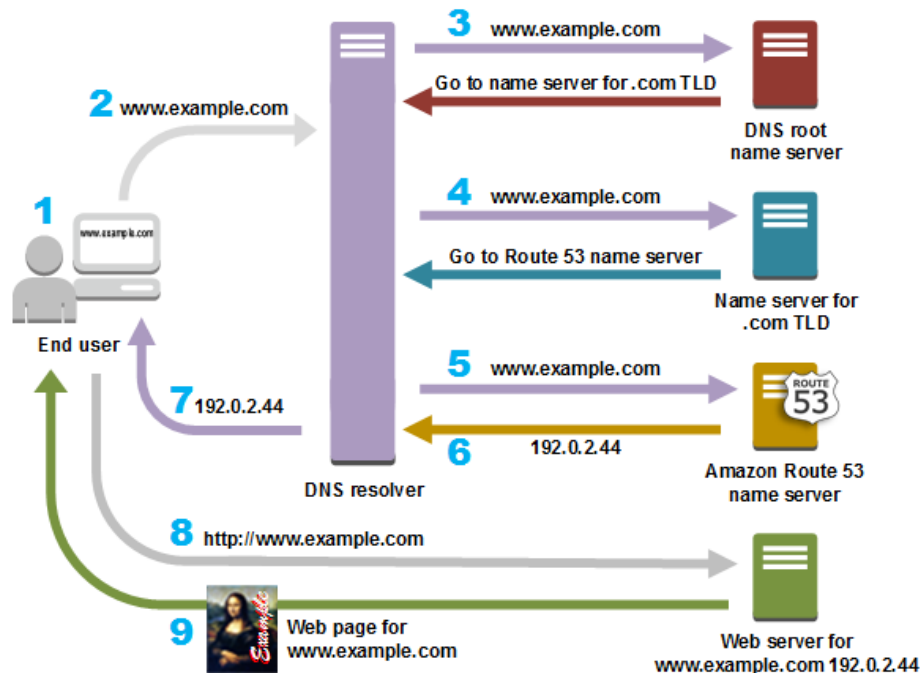 3 www.example.com
Go to name server for .com TLD
DNS root
name server
2 www.example.com
1
www.example.com
End user
4 www.example.com
Go to Route 53 name server
Name server for
.com TLD
5 www.example.com
ROUTE
53
6 192.0.2.44
Amazon Route 53
name server
7 192.0.2.44
DNS resolver
8 http://www.example.com
9
Example
Web page for
www.example.com
Web server for
www.example.com 192.0.2.44